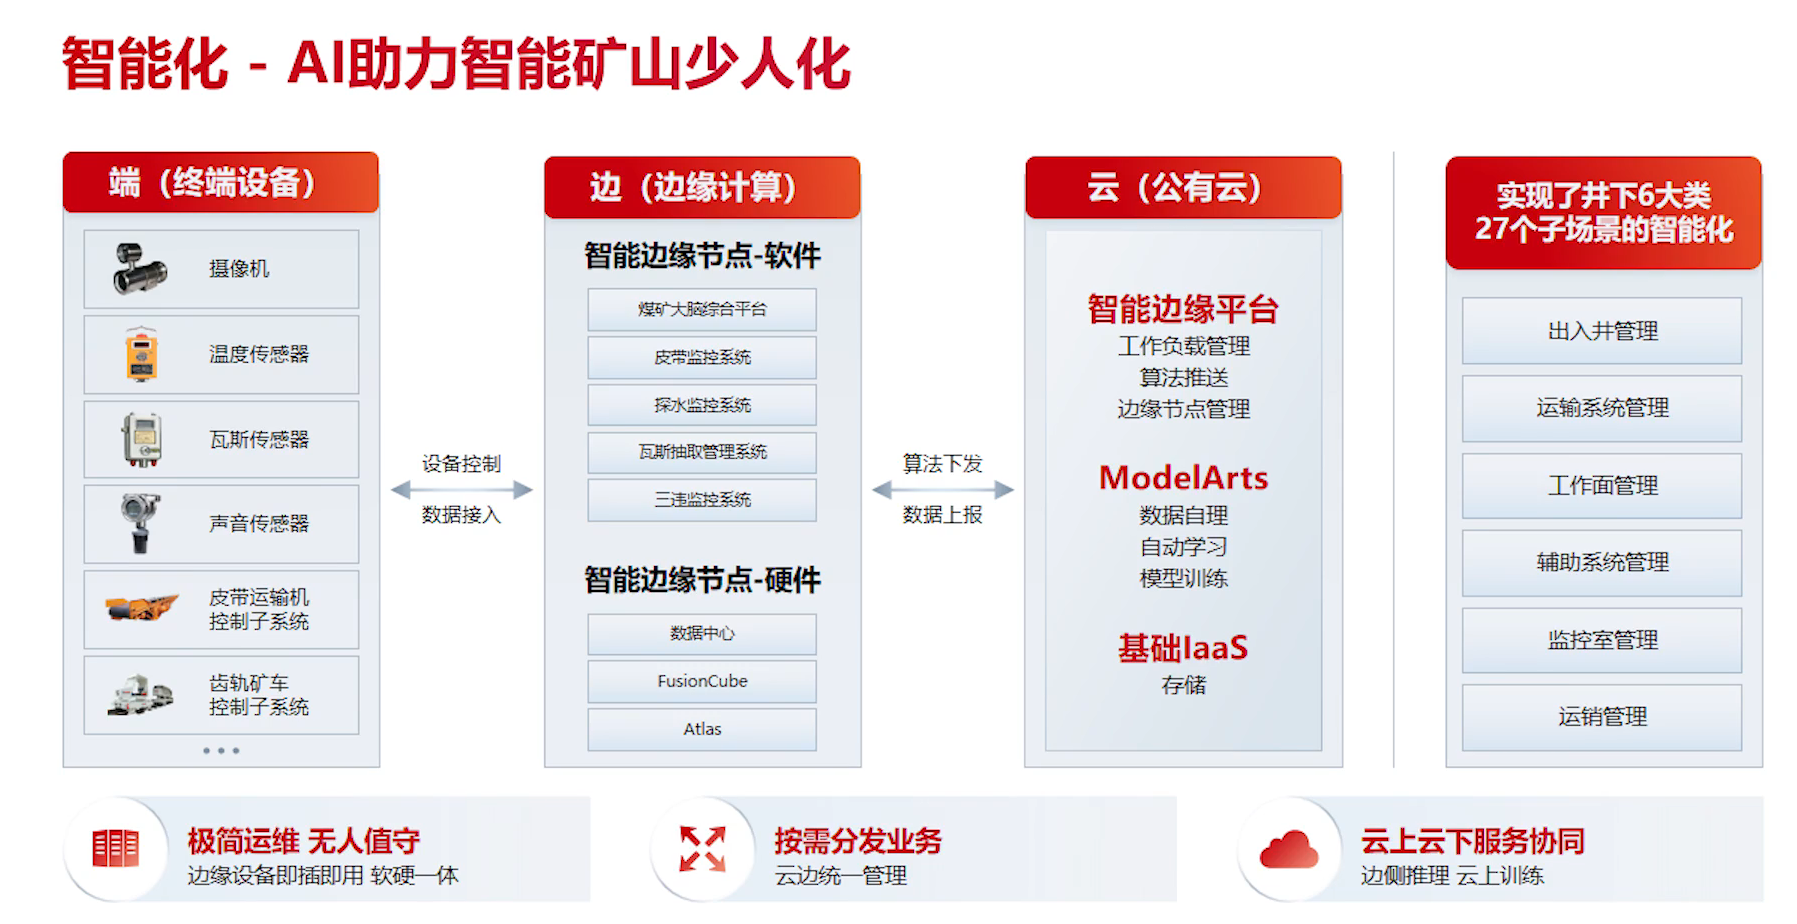 智能化 - AI助力智能矿山少人化
端（终端设备）
摄像机
温度传感器
瓦斯传感器
声音传感器
皮带运输机
控制子系统
齿轨矿车
控制子系统
设备控制
数据接入
边（边缘计算）
智能边缘节点-软件
煤矿大脑综合平台
皮带监控系统
探水监控系统
瓦斯抽取管理系统
三违监控系统
智能边缘节点-硬件
数据中心
FusionCube
Atlas
算法下发
数据上报
云（公有云）
智能边缘平台
工作负载管理
算法推送
边缘节点管理
ModelArts
数据自理
自动学习
模型训练
基础IaaS
存储
实现了井下6大类
27个子场景的智能化
出入井管理
运输系统管理
工作面管理
辅助系统管理
监控室管理
运销管理
极简运维 无人值守
边缘设备即插即用 软硬一体
按需分发业务
云边统一管理
云上云下服务协同
边侧推理 云上训练